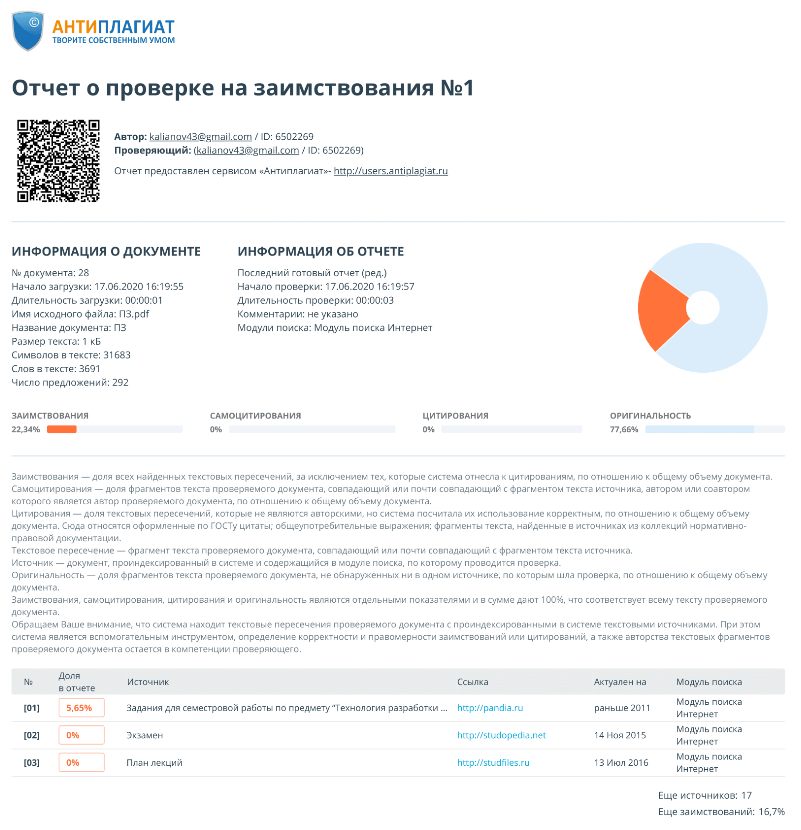 ©
АНТИПЛАГИАТ
ТВОРИТЕ СОБСТВЕННЫМ УМОМ
Отчет о проверке на заимствования №1
Автор: kalianov43@gmail.com / ID: 6502269
Проверяющий: (kalianov43@gmail.com / ID: 6502269)
Отчет предоставлен сервисом «Антиплагиат»- http://users.antiplagiat.ru
ИНФОРМАЦИЯ О ДОКУМЕНТЕ
№ документа: 28
Начало загрузки: 17.06.2020 16:19:55
Длительность загрузки: 00:00:01
Имя исходного файла: ПЗ.pdf
Название документа: ПЗ
Размер текста: 1 кБ
Символов в тексте: 31683
Слов в тексте: 3691
Число предложений: 292
ИНФОРМАЦИЯ ОБ ОТЧЕТЕ
Последний готовый отчет (ред.)
Начало проверки: 17.06.2020 16:19:57
Длительность проверки: 00:00:03
Комментарии: не указано
Модули поиска: Модуль поиска Интернет
ЗАИМСТВОВАНИЯ
22,34%
САМОЦИТИРОВАНИЯ
0%
ЦИТИРОВАНИЯ
0%
ОРИГИНАЛЬНОСТЬ
77,66%
Заимствования — доля всех найденных текстовых пересечений, за исключением тех, которые система отнесла к цитированиям, по отношению к общему объему документа.
Самоцитирования — доля фрагментов текста проверяемого документа, совпадающий или почти совпадающий с фрагментом текста источника, автором или соавтором
которого является автор проверяемого документа, по отношению к общему объему документа.
Цитирования — доля текстовых пересечений, которые не являются авторскими, но система посчитала их использование корректным, по отношению к общему объему
документа. Сюда относятся оформленные по ГОСТу цитаты; общеупотребительные выражения; фрагменты текста, найденные в источниках из коллекций нормативно-
правовой документации.
Текстовое пересечение — фрагмент текста проверяемого документа, совпадающий или почти совпадающий с фрагментом текста источника.
Источник — документ, проиндексированный в системе и содержащийся в модуле поиска, по которому проводится проверка.
Оригинальность — доля фрагментов текста проверяемого документа, не обнаруженных ни в одном источнике, по которым шла проверка, по отношению к общему объему
документа.
Заимствования, самоцитирования, цитирования и оригинальность являются отдельными показателями и в сумме дают 100%, что соответствует всему тексту проверяемого
документа.
Обращаем Ваше внимание, что система находит текстовые пересечения проверяемого документа с проиндексированными в системе текстовыми источниками. При этом
система является вспомогательным инструментом, определение корректности и правомерности заимствований или цитирований, а также авторства текстовых фрагментов
проверяемого документа остается в компетенции проверяющего.
№ Доля в отчете Источник Ссылка Актуален на Модуль поиска
[01] 5,65% Задания для семестровой работы по предмету "Технология разработки ... http://pandia.ru раньше 2011 Модуль поиска Интернет
[02] 0% Экзамен http://studopedia.net 14 Ноя 2015 Модуль поиска Интернет
[03] 0% План лекций http://studfiles.ru 13 Июл 2016 Модуль поиска Интернет
Еще источников: 17
Еще заимствований: 16,7%